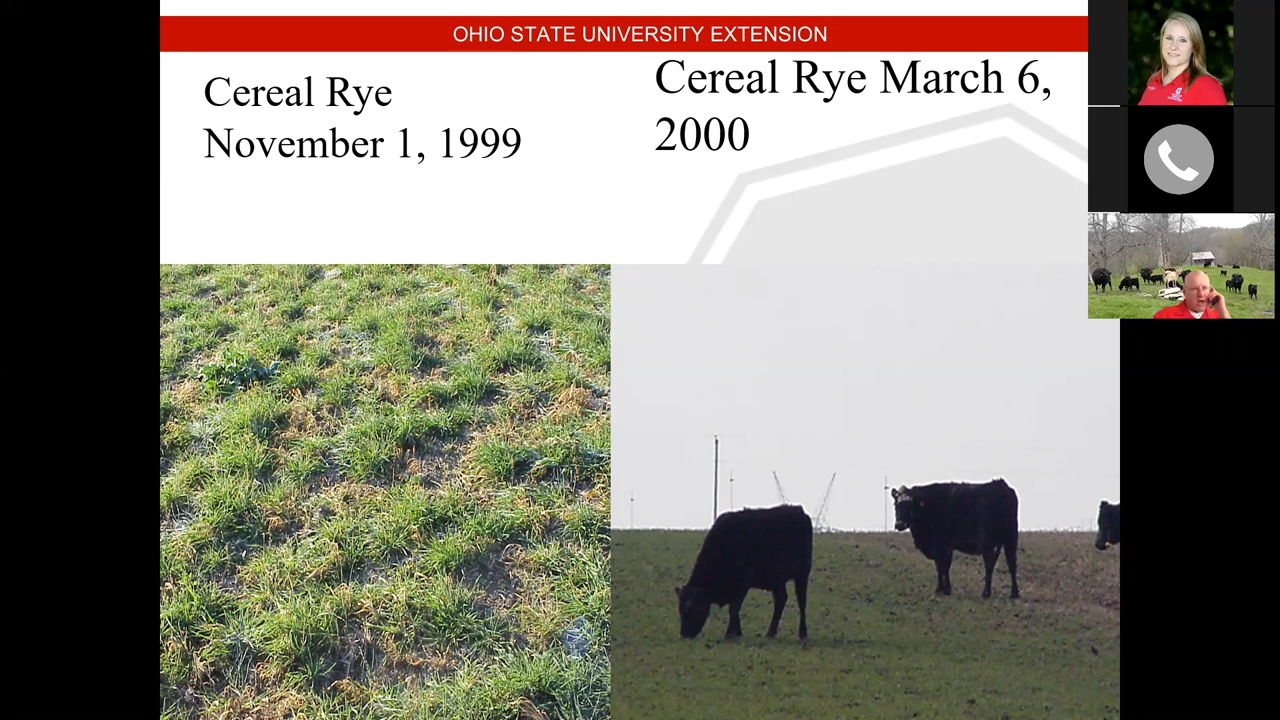 OHIO STATE UNIVERSITY EXTENSION
Cereal Rye
November 1, 1999
Cereal Rye March 6,
2000